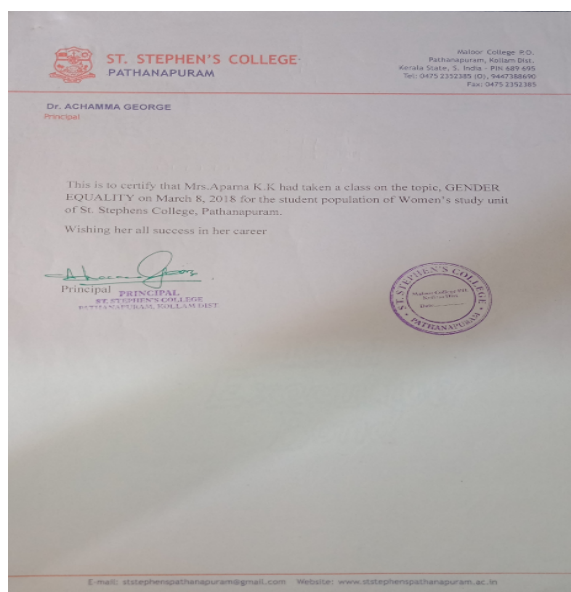 ST. STEPHEN'S COLLEGE
PATHANAPURAM
Maloor College P.O.
Pathanapuram, Kollam Dist.
Kerala State, S. India - Pin 689 695
Tel: 0475 2352385 (O), 9447388690
Fax: 0475 2352385
Dr. ACHAMMA GEORGE
Principal
This is to certify that Mrs.Aparna K.K had taken a class on the topic, GENDER
EQUALITY on March 8, 2018 for the student population of Women's study unit
of St. Stephens College, Pathanapuram.
Wishing her all success in her career
Principal
PRINCIPAL
ST. STEPHEN'S COLLEGE
PATHANAPURAM, KOLLAM DIST.
ST. STEPHEN'S COLLEGE
Maloor College P.O
Date
PATHANAPURAM
E-mail: ststephenspathanapuram@gmail.com Website: www.ststephenspathanapuram.ac.in